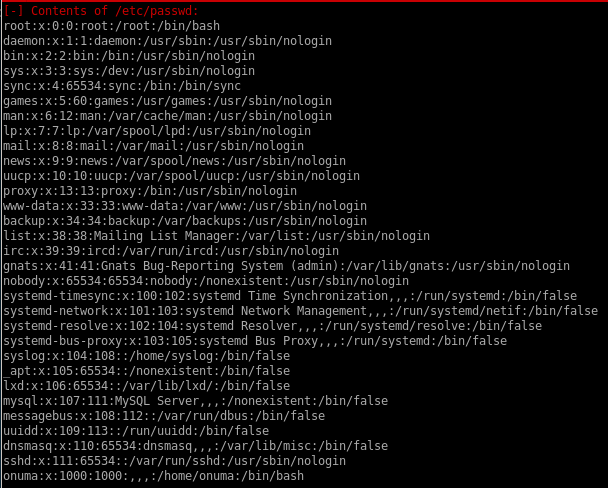 [-] Contents of /etc/passwd:
root:x:0:0:root:/root:/bin/bash
daemon:x:1:1:daemon:/usr/sbin:/usr/sbin/nologin
bin:x:2:2:bin:/bin:/usr/sbin/nologin
sys:x:3:3:sys:/dev:/usr/sbin/nologin
sync:x:4:65534:sync:/bin:/bin/sync
games:x:5:60:games:/usr/games:/usr/sbin/nologin
man:x:6:12:man:/var/cache/man:/usr/sbin/nologin
lp:x:7:7:lp:/var/spool/lpd:/usr/sbin/nologin
mail:x:8:8:mail:/var/mail:/usr/sbin/nologin
news:x:9:9:news:/var/spool/news:/usr/sbin/nologin
uucp:x:10:10:uucp:/var/spool/uucp:/usr/sbin/nologin
proxy:x:13:13:proxy:/bin:/usr/sbin/nologin
www-data:x:33:33:www-data:/var/www:/usr/sbin/nologin
backup:x:34:34:backup:/var/backups:/usr/sbin/nologin
list:x:38:38:Mailing List Manager:/var/list:/usr/sbin/nologin
irc:x:39:39:ircd:/var/run/ircd:/usr/sbin/nologin
gnats:x:41:41:Gnats Bug-Reporting System (admin):/var/lib/gnats:/usr/sbin/nologin
nobody:x:65534:65534:nobody:/nonexistent:/usr/sbin/nologin
systemd-timesync:x:100:102:systemd Time Synchronization,,,:/run/systemd:/bin/false
systemd-network:x:101:103:systemd Network Management,,,:/run/systemd/netif:/bin/false
systemd-resolve:x:102:104:systemd Resolver,,,:/run/systemd/resolve:/bin/false
systemd-bus-proxy:x:103:105:systemd Bus Proxy,,,:/run/systemd:/bin/false
syslog:x:104:108::/home/syslog:/bin/false
_apt:x:105:65534::/nonexistent:/bin/false
lxd:x:106:65534::/var/lib/lxd/:/bin/false
mysql:x:107:111:MySQL Server,,,:/nonexistent:/bin/false
messagebus:x:108:112::/var/run/dbus:/bin/false
uuidd:x:109:113::/run/uuidd:/bin/false
dnsmasq:x:110:65534:dnsmasq,,,:/var/lib/misc:/bin/false
sshd:x:111:65534::/var/run/sshd:/usr/sbin/nologin
onuma:x:1000:1000:,,,:/home/onuma:/bin/bash